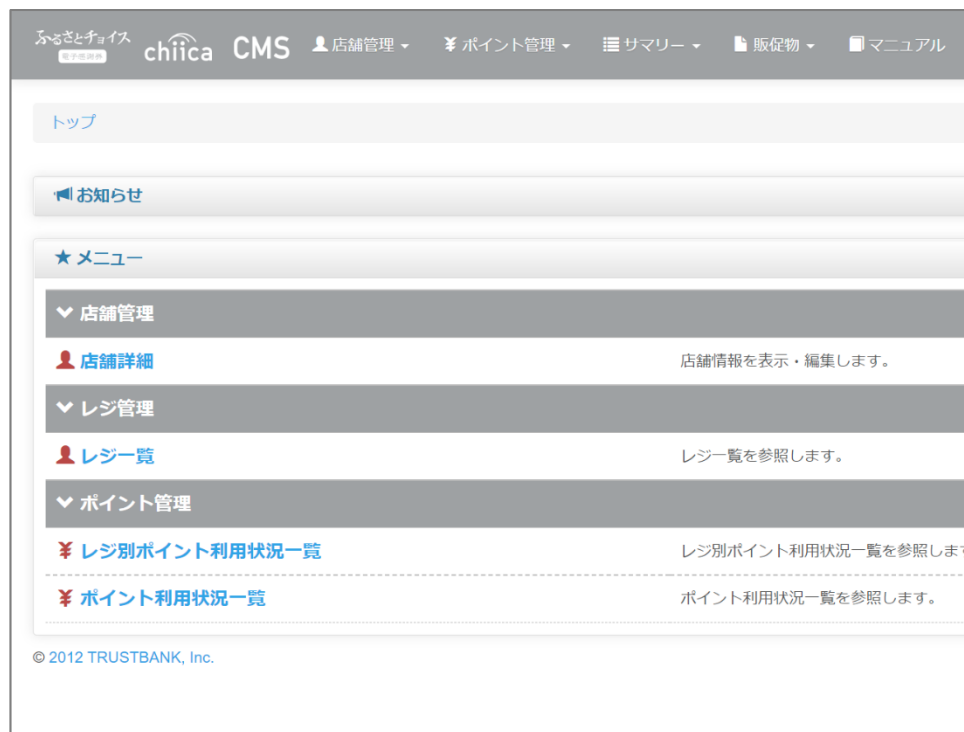 ふるさとチョイス
電子感謝券
chiica CMS 店舗管理 ポイント管理 サマリー 販促物 マニュアル
トップ
お知らせ
メニュー
店舗管理
店舗詳細 店舗情報を表示・編集します。
レジ管理
レジ一覧 レジ一覧を参照します。
ポイント管理
レジ別ポイント利用状況一覧 レジ別ポイント利用状況一覧を参照しま
ポイント利用状況一覧 ポイント利用状況一覧を参照します。
© 2012 TRUSTBANK, Inc.